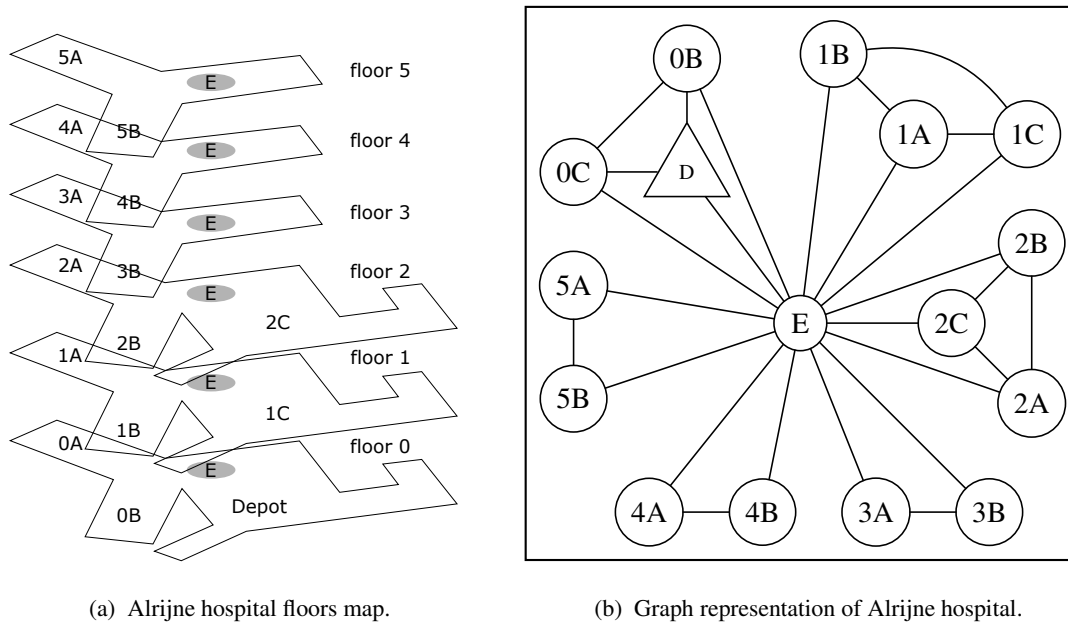 5A
E
floor 5
4A
5B
E
floor 4
3A
4B
E
floor 3
2A
3B
E
floor 2
2C
2B
1A
floor 1
E
1C
1B
0A
floor 0
E
Depot
0B
(a) Alrijne hospital floors map.
0B
1B
1A
1C
0C
D
2B
5A
E
2C
5B
2A
4A
4B
3A
3B
(b) Graph representation of Alrijne hospital.